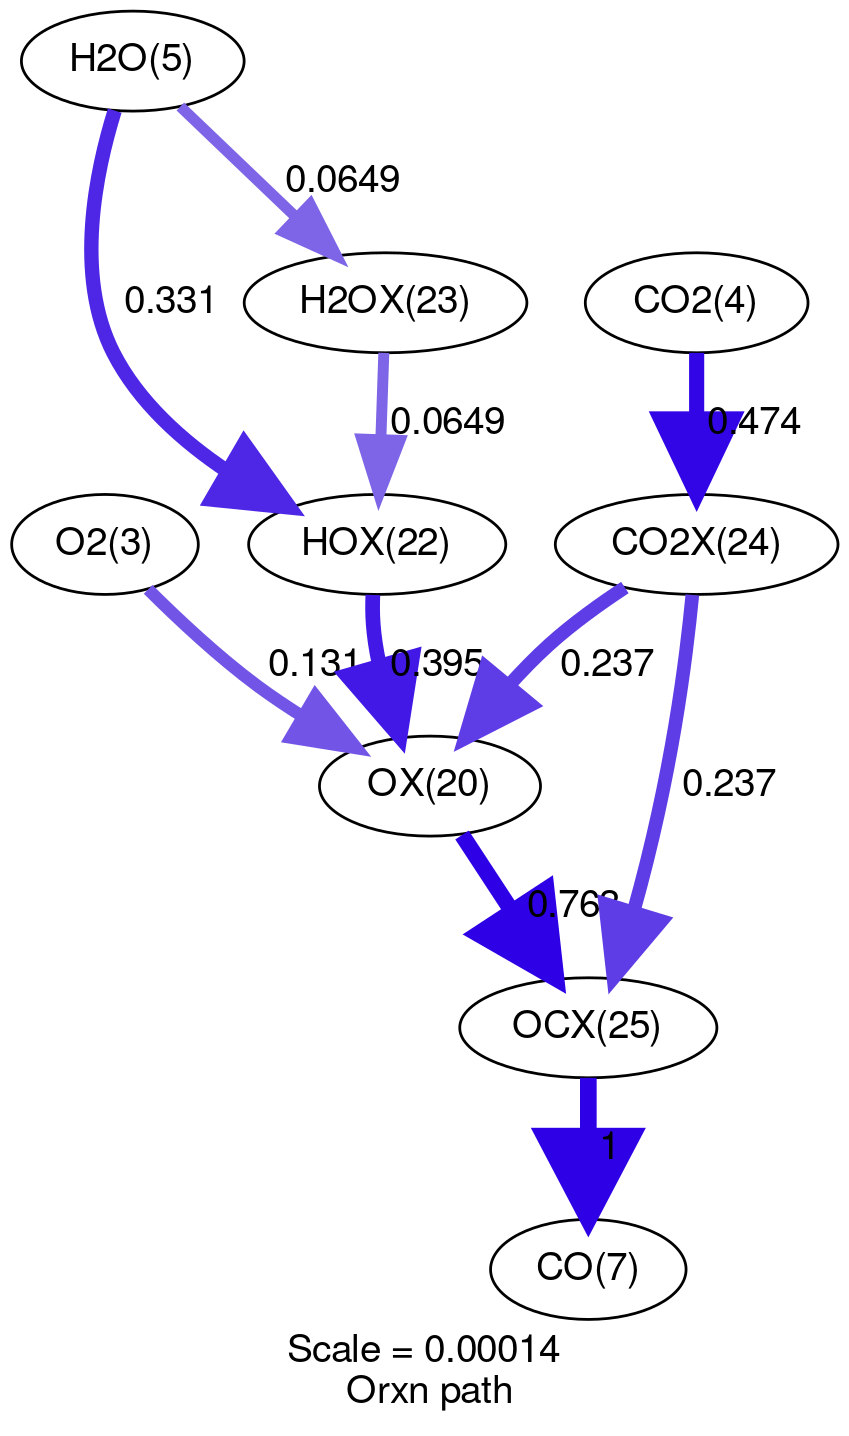 H2O(5)
0.0649
0.331
H2OX(23)
CO2(4)
0.0649
0.474
O2(3)
HOX(22)
CO2X(24)
0.131
0.395
0.237
OX(20)
0.237
OCX(25)
1
CO(7)
Scale = 0.00014
Orxn path